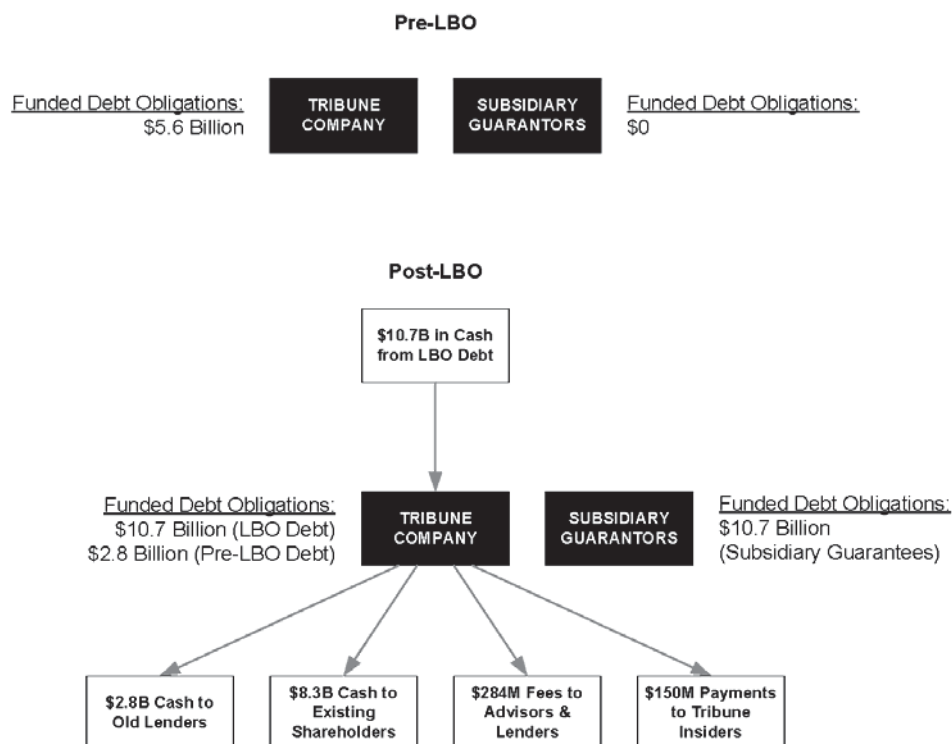 Pre-LBO
Funded Debt Obligations:
$5.6 Billion
TRIBUNE
COMPANY
SUBSIDIARY
GUARANTORS
Funded Debt Obligations:
$0
Post-LBO
$10.7B in Cash
from LBO Debt
Funded Debt Obligations:
$10.7 Billion (LBO Debt)
$2.8 Billion (Pre-LBO Debt)
TRIBUNE
COMPANY
SUBSIDIARY
GUARANTORS
Funded Debt Obligations:
$10.7 Billion
(Subsidiary Guarantees)
$2.8B Cash to
Old Lenders
$8.3B Cash to
Existing
Shareholders
$284M Fees to
Advisors &
Lenders
$150M Payments
to Tribune
Insiders